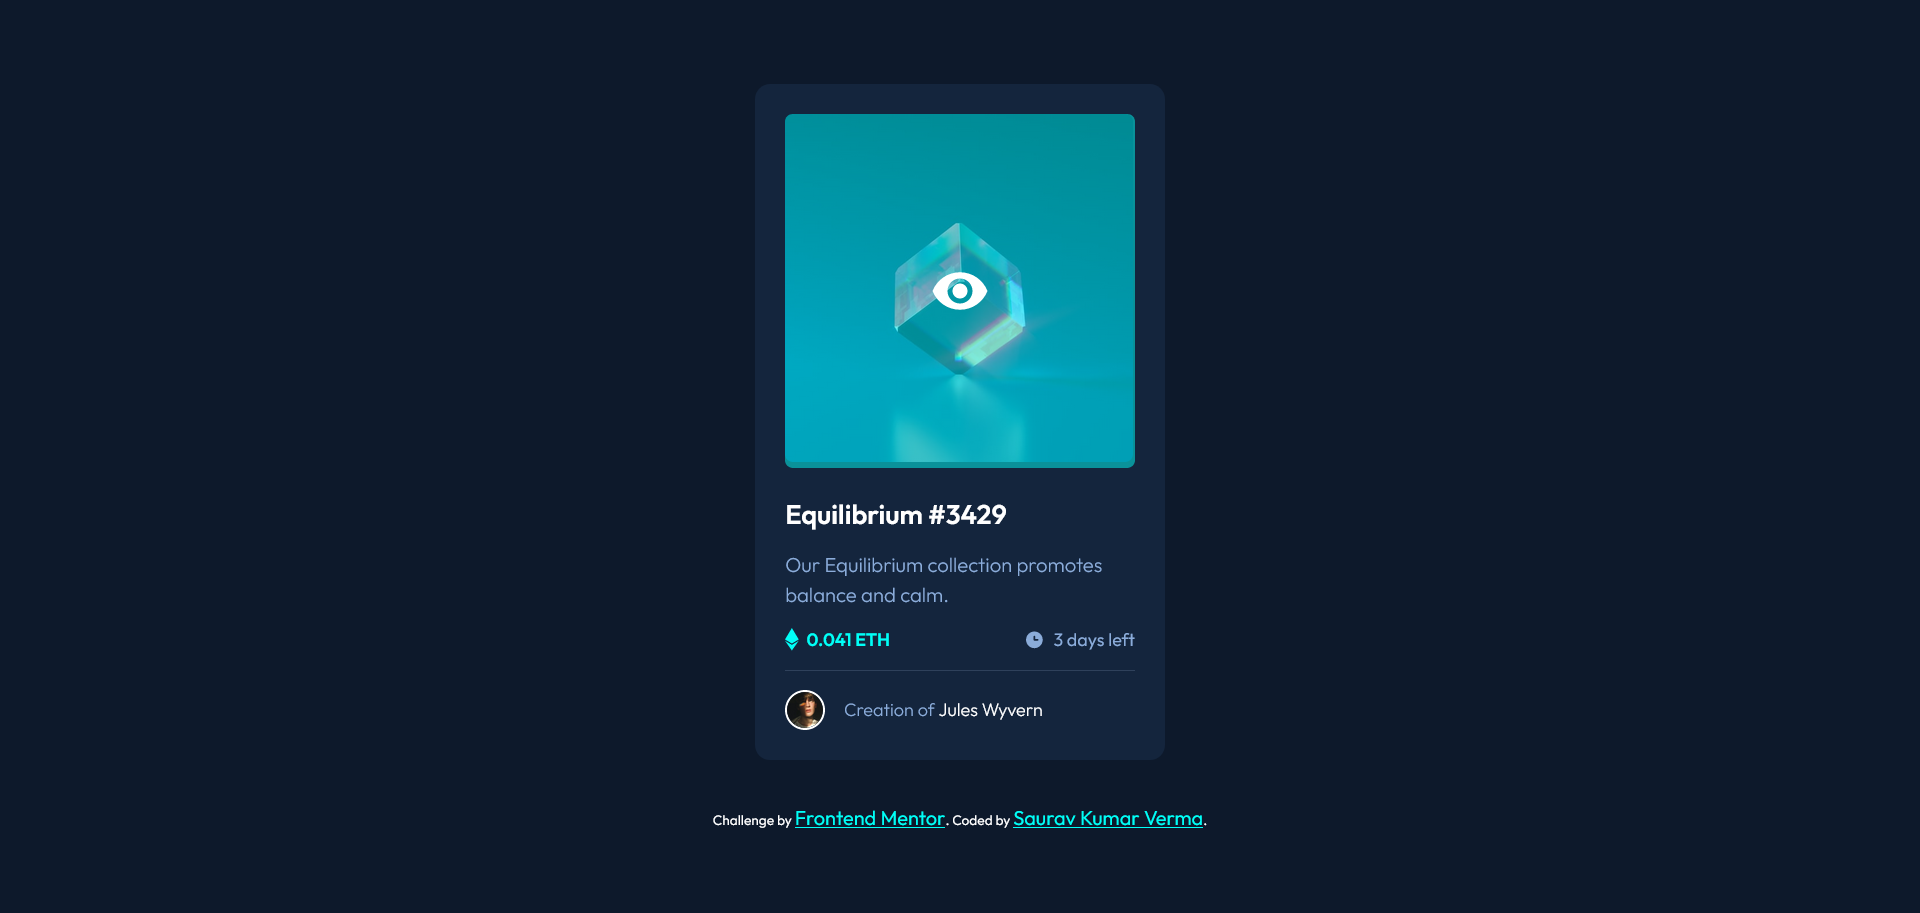 Equilibrium #3429
Our Equilibrium collection promotes
balance and calm.
0.041 ETH 3 days left
Creation of Jules Wyvern
Challenge by Frontend Mentor. Coded by Saurav Kumar Verma.